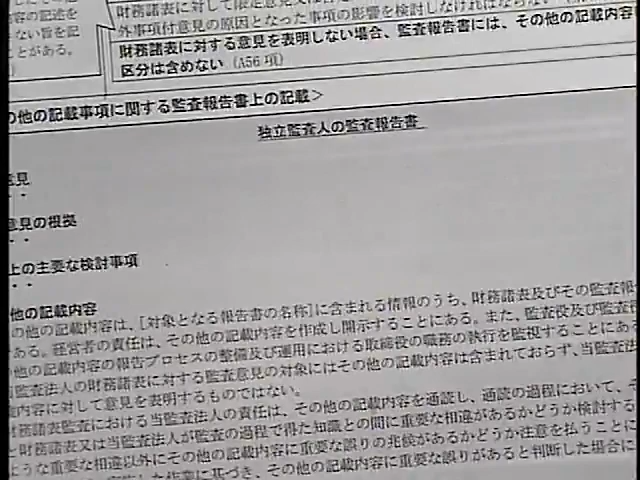 容の記述を
ない旨を記
とがある。
外事項付意見の原因となった事項の影響を検討しなければならない
財務諸表に対する意見を表明しない場合、監査報告書には、その他の記載内容
区分は含めない（A56 項）
の他の記載事項に関する監査報告書上の記載＞
独立監査人の監査報告書
意見
・・
意見の根拠
・・
上の主要な検討事項
・・
他の記載内容
の他の記載内容は、[対象となる報告書の名称]に含まれる情報のうち、財務諸表及びその監査報
ある。経営者の責任は、その他の記載内容を作成し開示することにある。また、監査役及び監査役
他の記載内容の報告プロセスの整備及び運用における取締役の職務の執行を監視することにあ
監査法人の財務諸表に対する監査意見の対象にはその他の記載内容は含まれておらず、当監査法
内容に対して意見を表明するものではない。
財務諸表監査における当監査法人の責任は、その他の記載内容を通読し、通読の過程において、そ
と財務諸表又は当監査法人が監査の過程で得た知識との間に重要な相違があるかどうか検討する
ような重要な相違以外にその他の記載内容に重要な誤りの兆候があるかどうか注意を払うことに
した作業に基づき、その他の記載内容に重要な誤りがあると判断した場合に